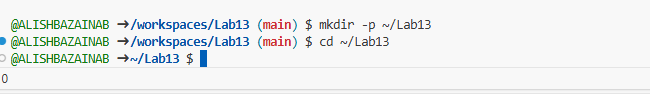 @ALISHBAZAINAB ➜/workspaces/Lab13 (main) $ mkdir -p ~/Lab13
@ALISHBAZAINAB ➜/workspaces/Lab13 (main) $ cd ~/Lab13
@ALISHBAZAINAB ➜~/Lab13 $
0